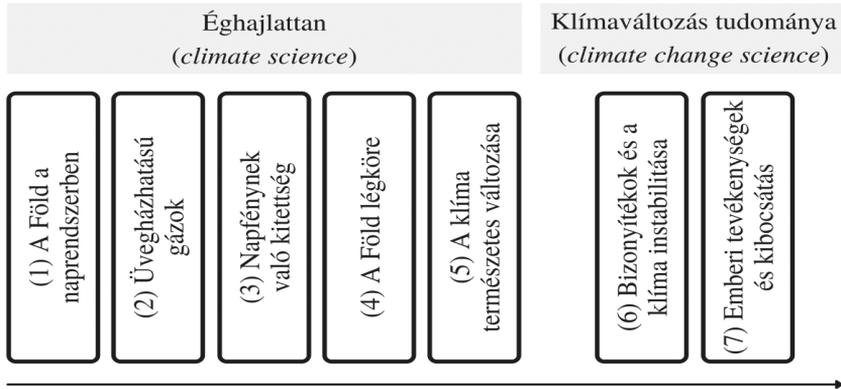 Éghajlattan
(climate science)
Klímaváltozás tudománya
(climate change science)
(1) A Föld a
naprendszerben
(2) Üvegházhatású
gázok
(3) Napfénynek
való kitettség
(4) A Föld légköre
(5) A klíma
természetes változása
(6) Bizonyítékok és a
klíma instabilitása
(7) Emberi tevékenységek
és kibocsátás